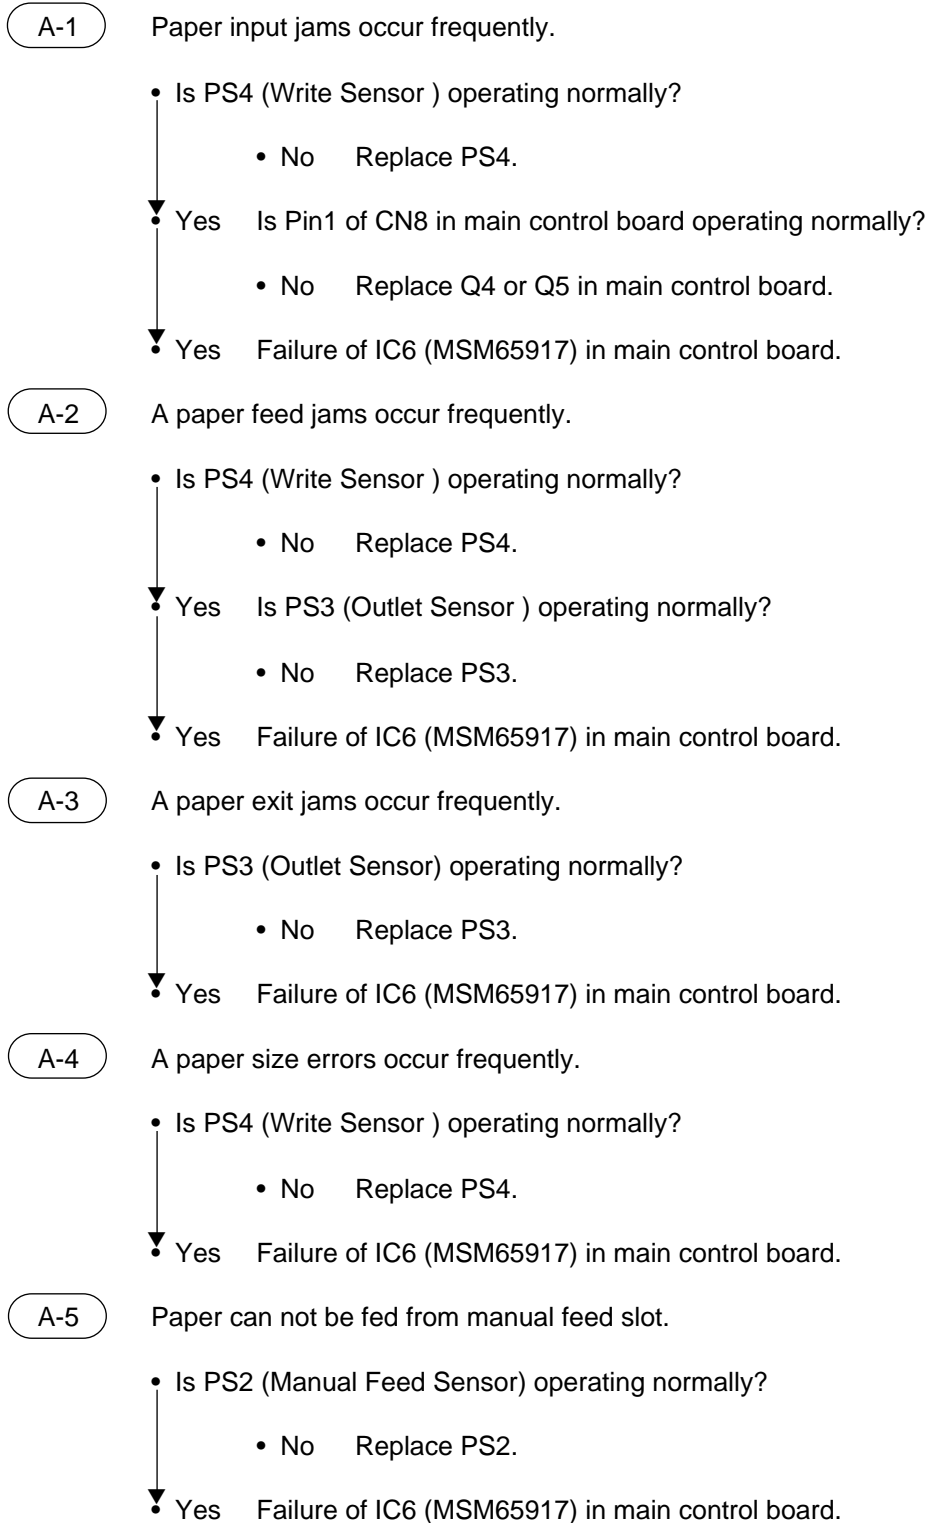 A-1 Paper input jams occur frequently.
• Is PS4 (Write Sensor ) operating normally?
• No Replace PS4.
• Yes Is Pin1 of CN8 in main control board operating normally?
• No Replace Q4 or Q5 in main control board.
• Yes Failure of IC6 (MSM65917) in main control board.
A-2 A paper feed jams occur frequently.
• Is PS4 (Write Sensor ) operating normally?
• No Replace PS4.
• Yes Is PS3 (Outlet Sensor ) operating normally?
• No Replace PS3.
• Yes Failure of IC6 (MSM65917) in main control board.
A-3 A paper exit jams occur frequently.
• Is PS3 (Outlet Sensor) operating normally?
• No Replace PS3.
• Yes Failure of IC6 (MSM65917) in main control board.
A-4 A paper size errors occur frequently.
• Is PS4 (Write Sensor ) operating normally?
• No Replace PS4.
• Yes Failure of IC6 (MSM65917) in main control board.
A-5 Paper can not be fed from manual feed slot.
• Is PS2 (Manual Feed Sensor) operating normally?
• No Replace PS2.
• Yes Failure of IC6 (MSM65917) in main control board.